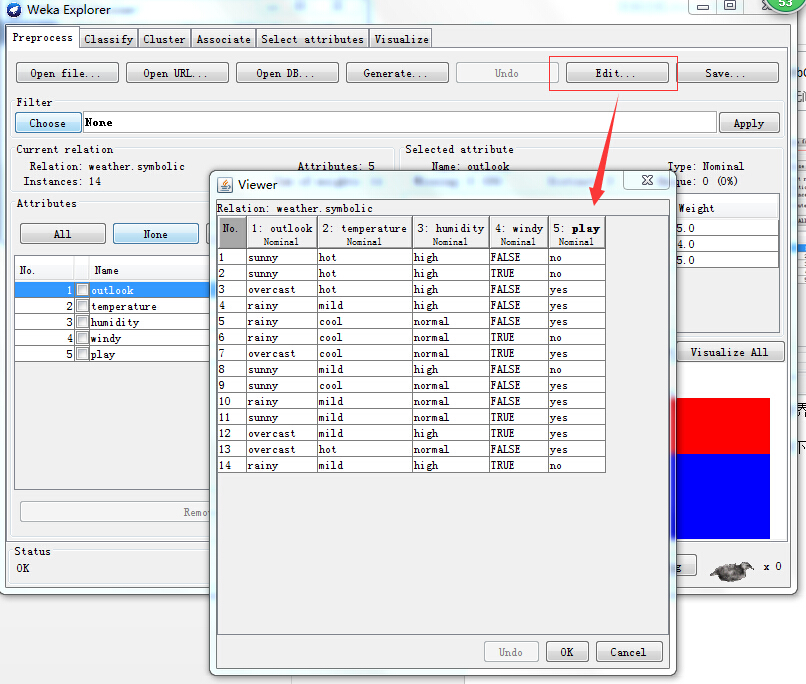 Weka Explorer
53
Preprocess Classify Cluster Associate Select attributes Visualize
Open file... Open URL... Open DB... Generate... Undo Edit... Save...
Filter
Choose None Apply
Current relation
Relation: weather.symbolic Attributes: 5
Instances: 14
Selected attribute
Name: outlook Type: Nominal
que: 0 (0%)
Attributes
All None
No. Name
1 outlook
2 temperature
3 humidity
4 windy
5 play
Weight
5.0
4.0
5.0
Visualize All
Remo
Status
OK
g x 0
Viewer
Relation: weather.symbolic
No. 1: outlook 2: temperature 3: humidity 4: windy 5: play
Nominal Nominal Nominal Nominal Nominal
1 sunny hot high FALSE no
2 sunny hot high TRUE no
3 overcast hot high FALSE yes
4 rainy mild high FALSE yes
5 rainy cool normal FALSE yes
6 rainy cool normal TRUE no
7 overcast cool normal TRUE yes
8 sunny mild high FALSE no
9 sunny cool normal FALSE yes
10 rainy mild normal FALSE yes
11 sunny mild normal TRUE yes
12 overcast mild high TRUE yes
13 overcast hot normal FALSE yes
14 rainy mild high TRUE no
Undo OK Cancel
界
下